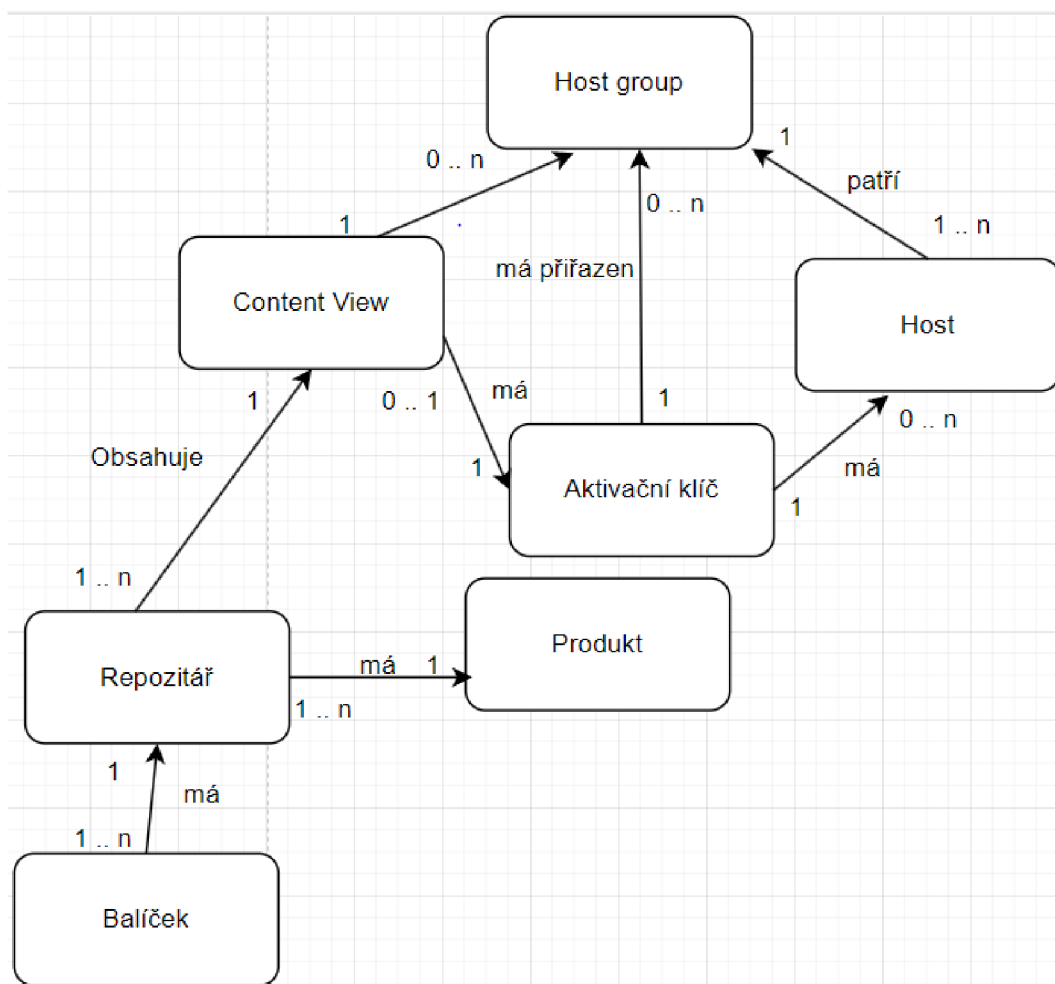 Host group
1
0 .. n
patří
0 .. n
1
1 .. n
má přiřazen
Content View
Host
má
1
0 .. 1
1
0 .. n
Obsahuje
1
má
Aktivační klíč
1
1 .. n
Produkt
má
1
Repozitář
1 .. n
1
má
1 .. n
Balíček